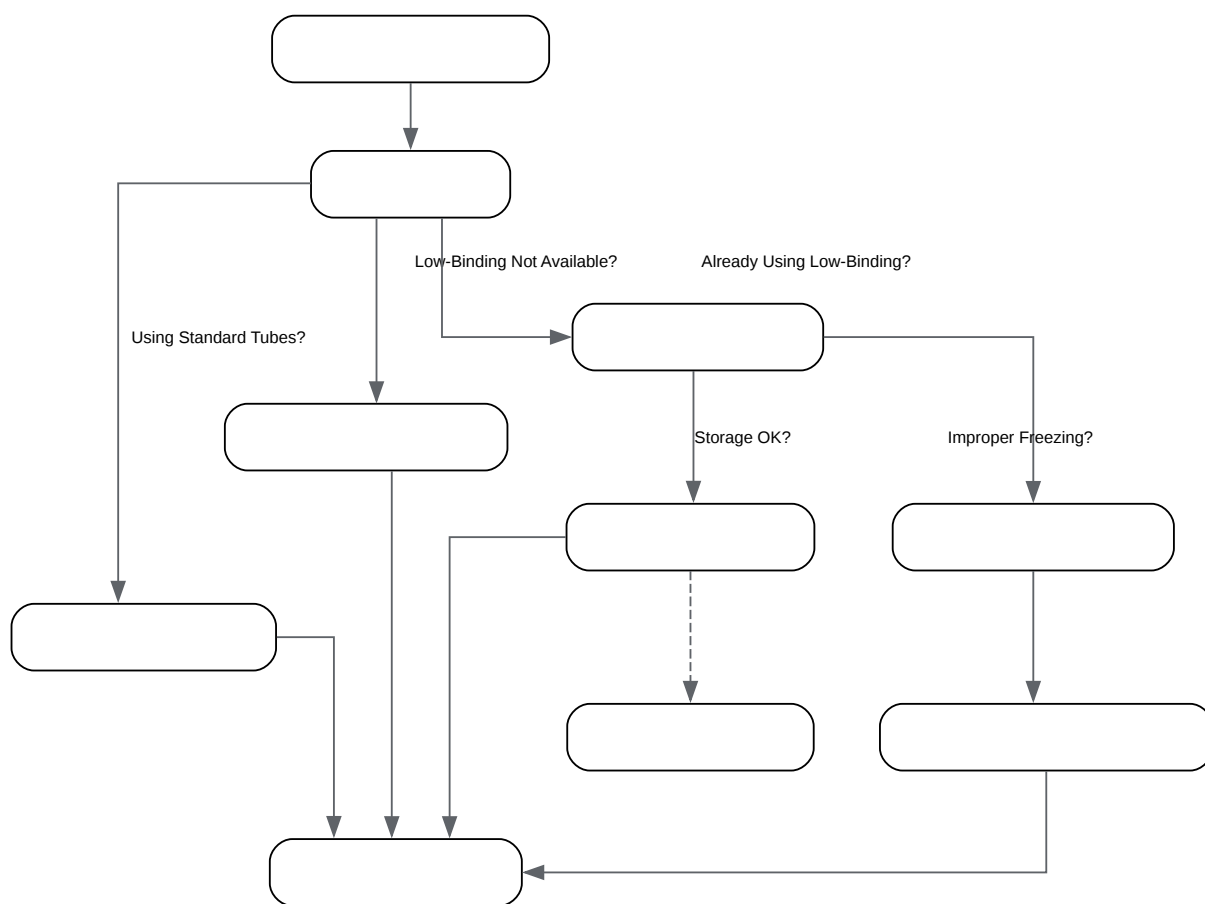 Low-Binding Not Available?
Already Using Low-Binding?
Using Standard Tubes?
Storage OK?
Improper Freezing?